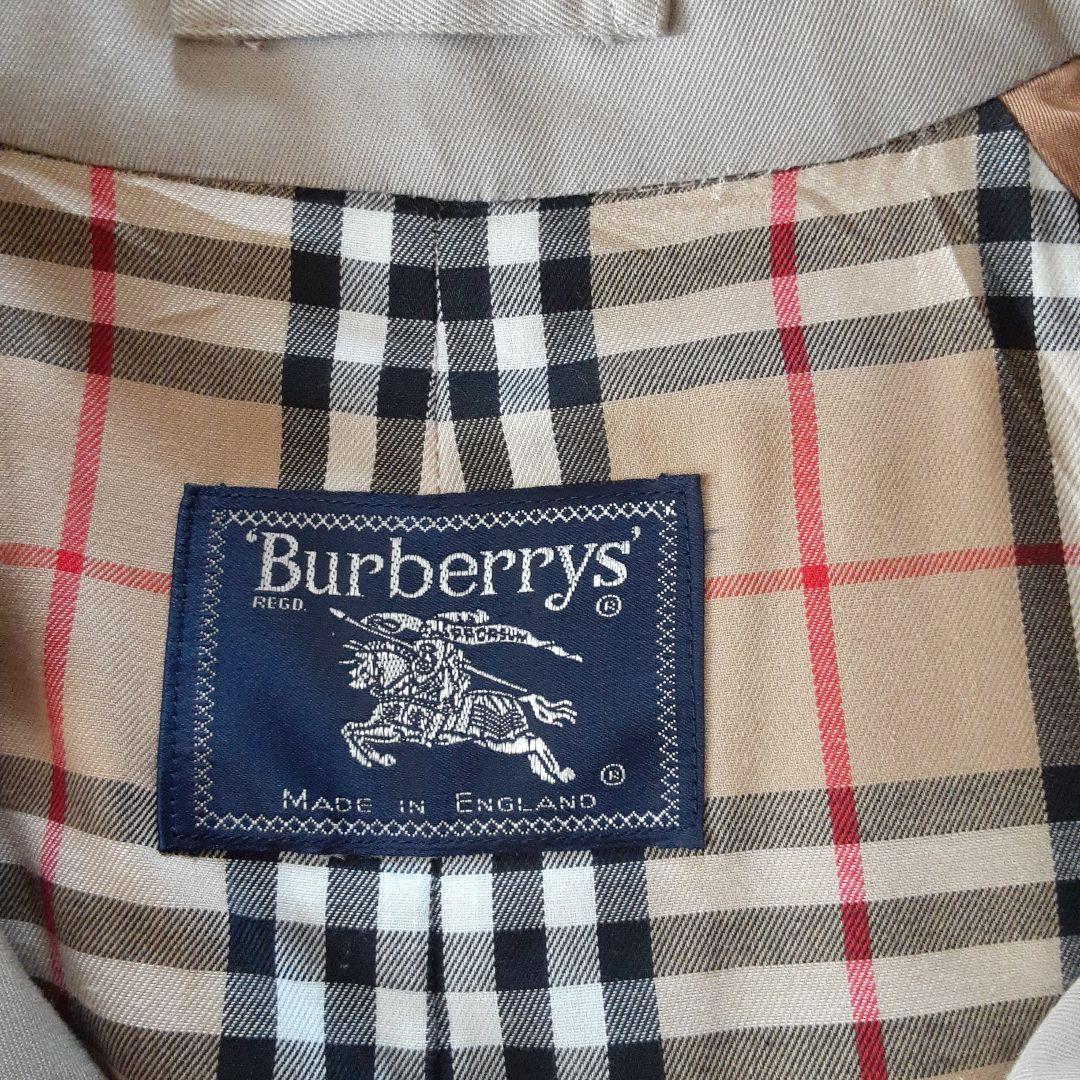 'Burberrys'
REGD. ®
PRORSUM
®
MADE IN ENGLAND